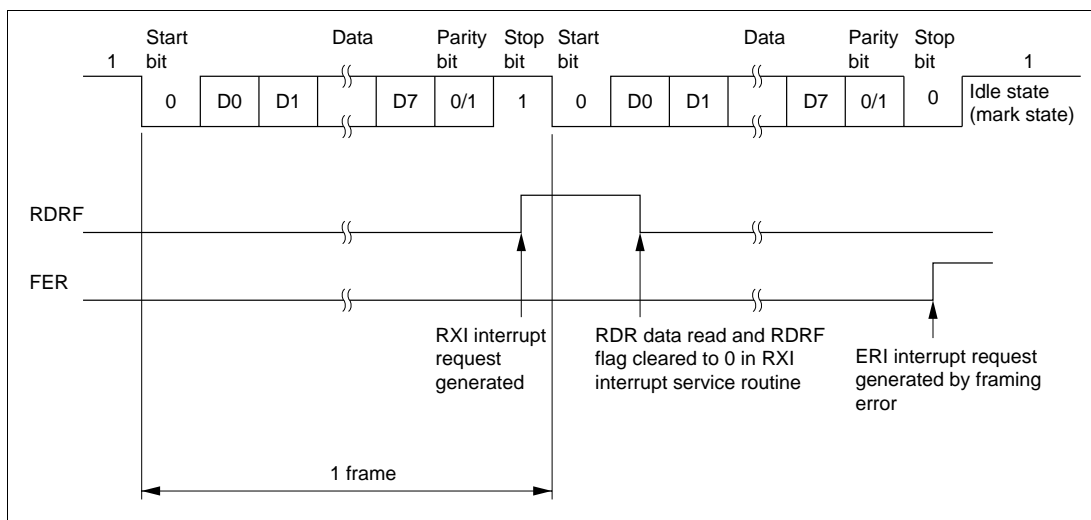 1
Start bit
Data
Parity bit
Stop bit
Start bit
Data
Parity bit
Stop bit
1
0 D0 D1 D7 0/1 1 0 D0 D1 D7 0/1 0
Idle state
(mark state)
RDRF
FER
RXI interrupt
request
generated
RDR data read and RDRF
flag cleared to 0 in RXI
interrupt service routine
ERI interrupt request
generated by framing
error
1 frame